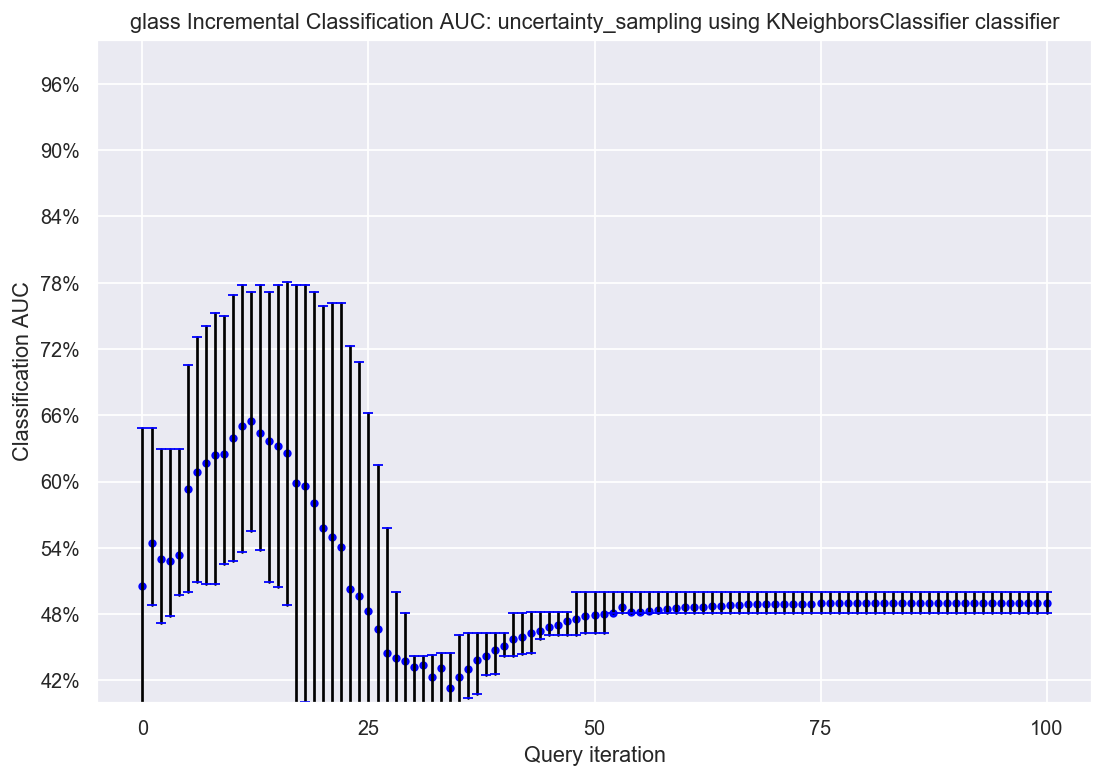 glass Incremental Classification AUC: uncertainty_sampling using KNeighborsClassifier classifier
96%
90%
84%
78%
72%
66%
60%
54%
48%
42%
Classification AUC
0 25 50 75 100
Query iteration